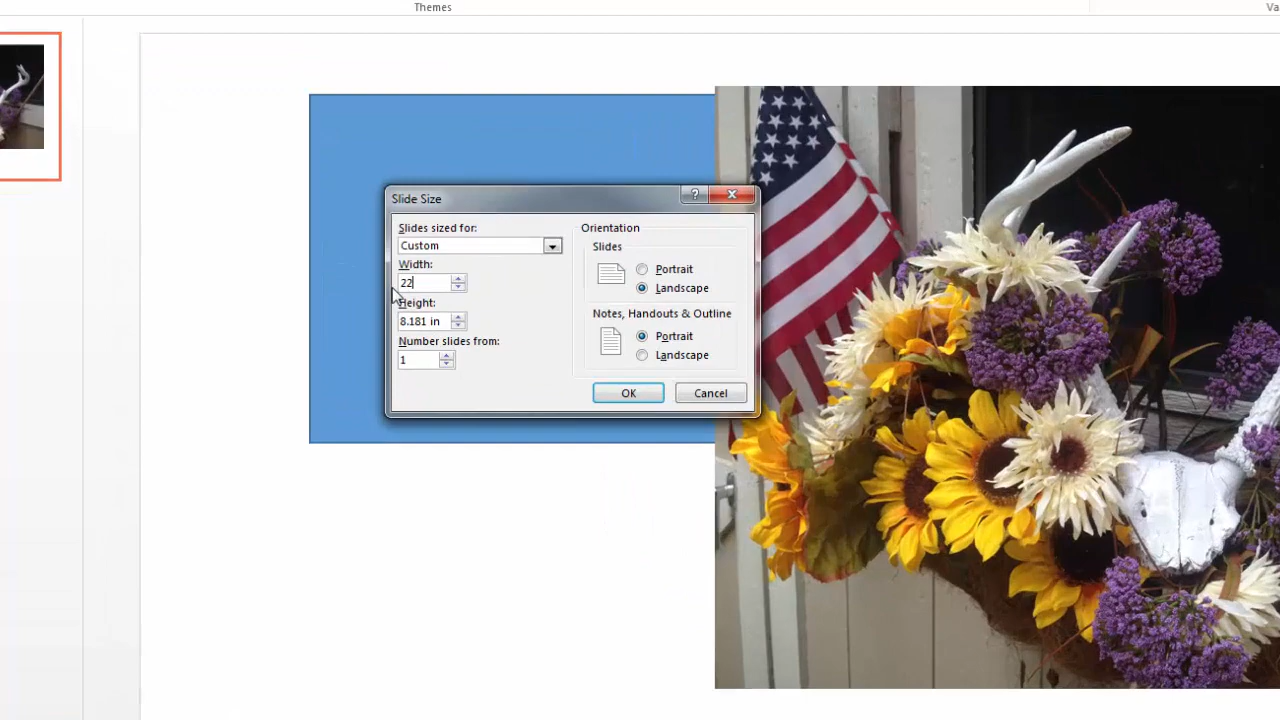 Themes
Va
Slide Size
?
Slides sized for:
Orientation
Custom
Slides
Width:
Portrait
22
Landscape
Height:
8.181 in
Notes, Handouts & Outline
Number slides from:
Portrait
1
Landscape
OK
Cancel